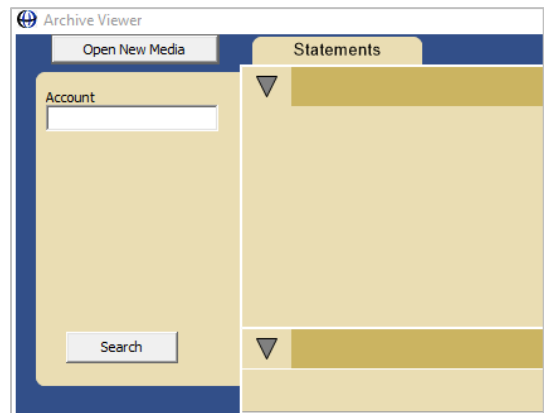 Archive Viewer
Open New Media
Statements
Account
Search